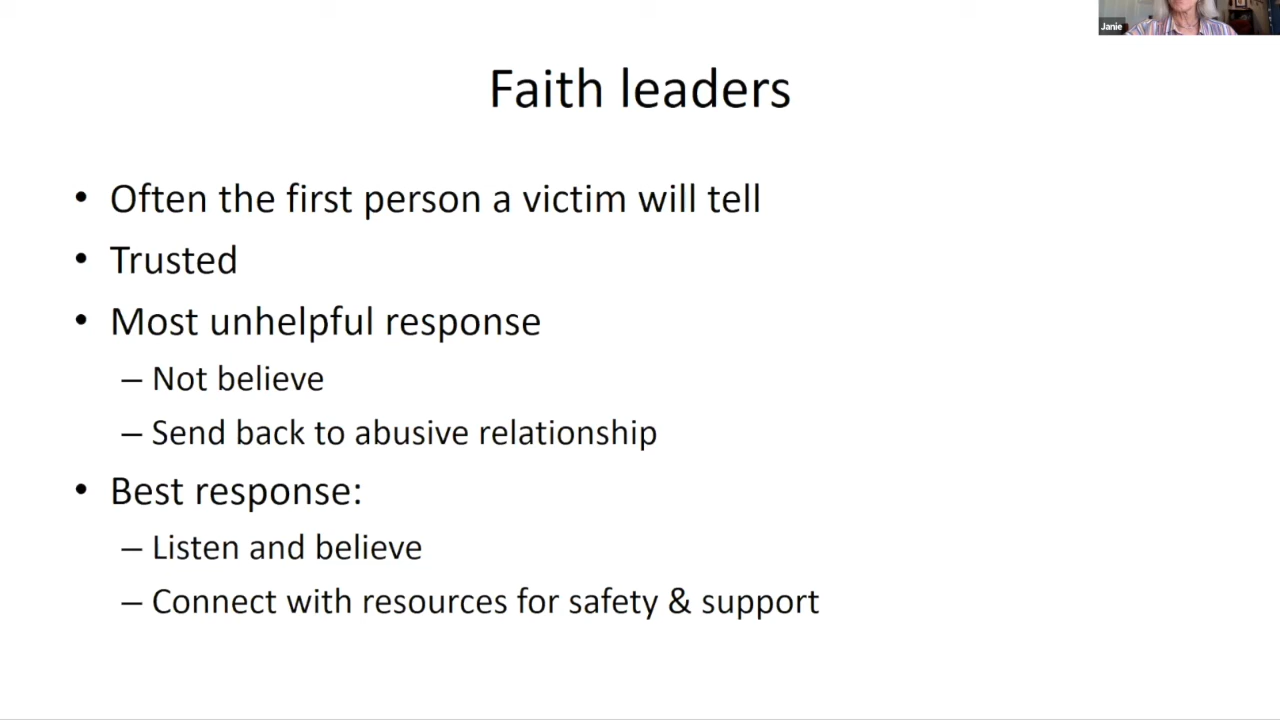 Janie
Faith leaders
• Often the first person a victim will tell
• Trusted
• Most unhelpful response
– Not believe
– Send back to abusive relationship
• Best response:
– Listen and believe
– Connect with resources for safety & support